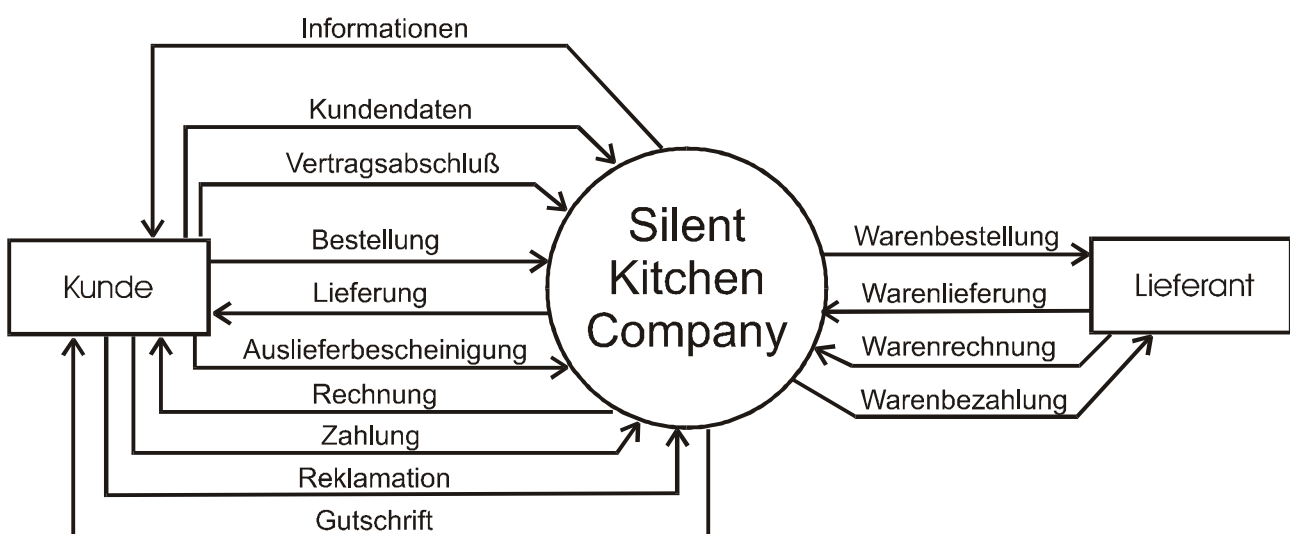 Informationen
Kundendaten
Vertragsabschluß
Bestellung
Kunde
Lieferung
Auslieferbescheinigung
Rechnung
Zahlung
Reklamation
Gutschrift
Silent
Kitchen
Company
Warenbestellung
Warenlieferung
Warenrechnung
Warenbezahlung
Lieferant